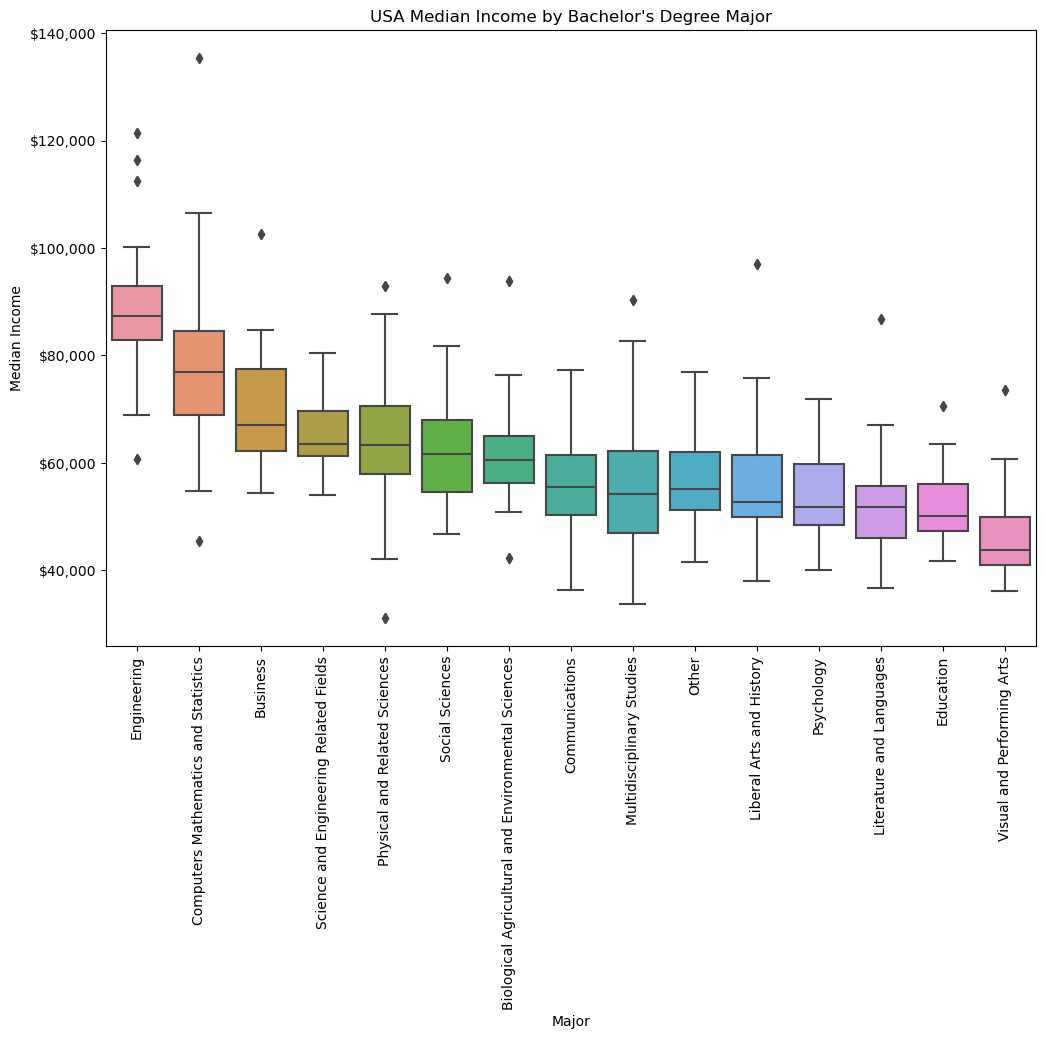 USA Median Income by Bachelor's Degree Major
Median Income
$140,000
$120,000
$100,000
$80,000
$60,000
$40,000
Engineering
Computers Mathematics and Statistics
Business
Science and Engineering Related Fields
Physical and Related Sciences
Social Sciences
Biological Agricultural and Environmental Sciences
Communications
Multidisciplinary Studies
Other
Liberal Arts and History
Psychology
Literature and Languages
Education
Visual and Performing Arts
Major